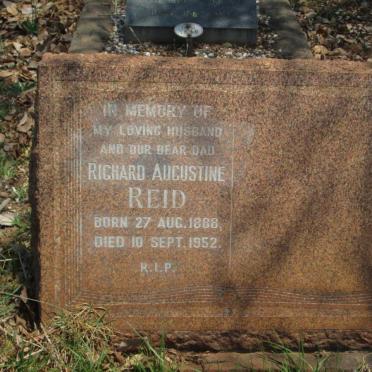 IN MEMORY OF
MY LOVING HUSBAND
AND OUR DEAR DAD
RICHARD AUGUSTINE
REID
BORN 27 AUG. 1888.
DIED 10 SEPT. 1952.
R.I.P.